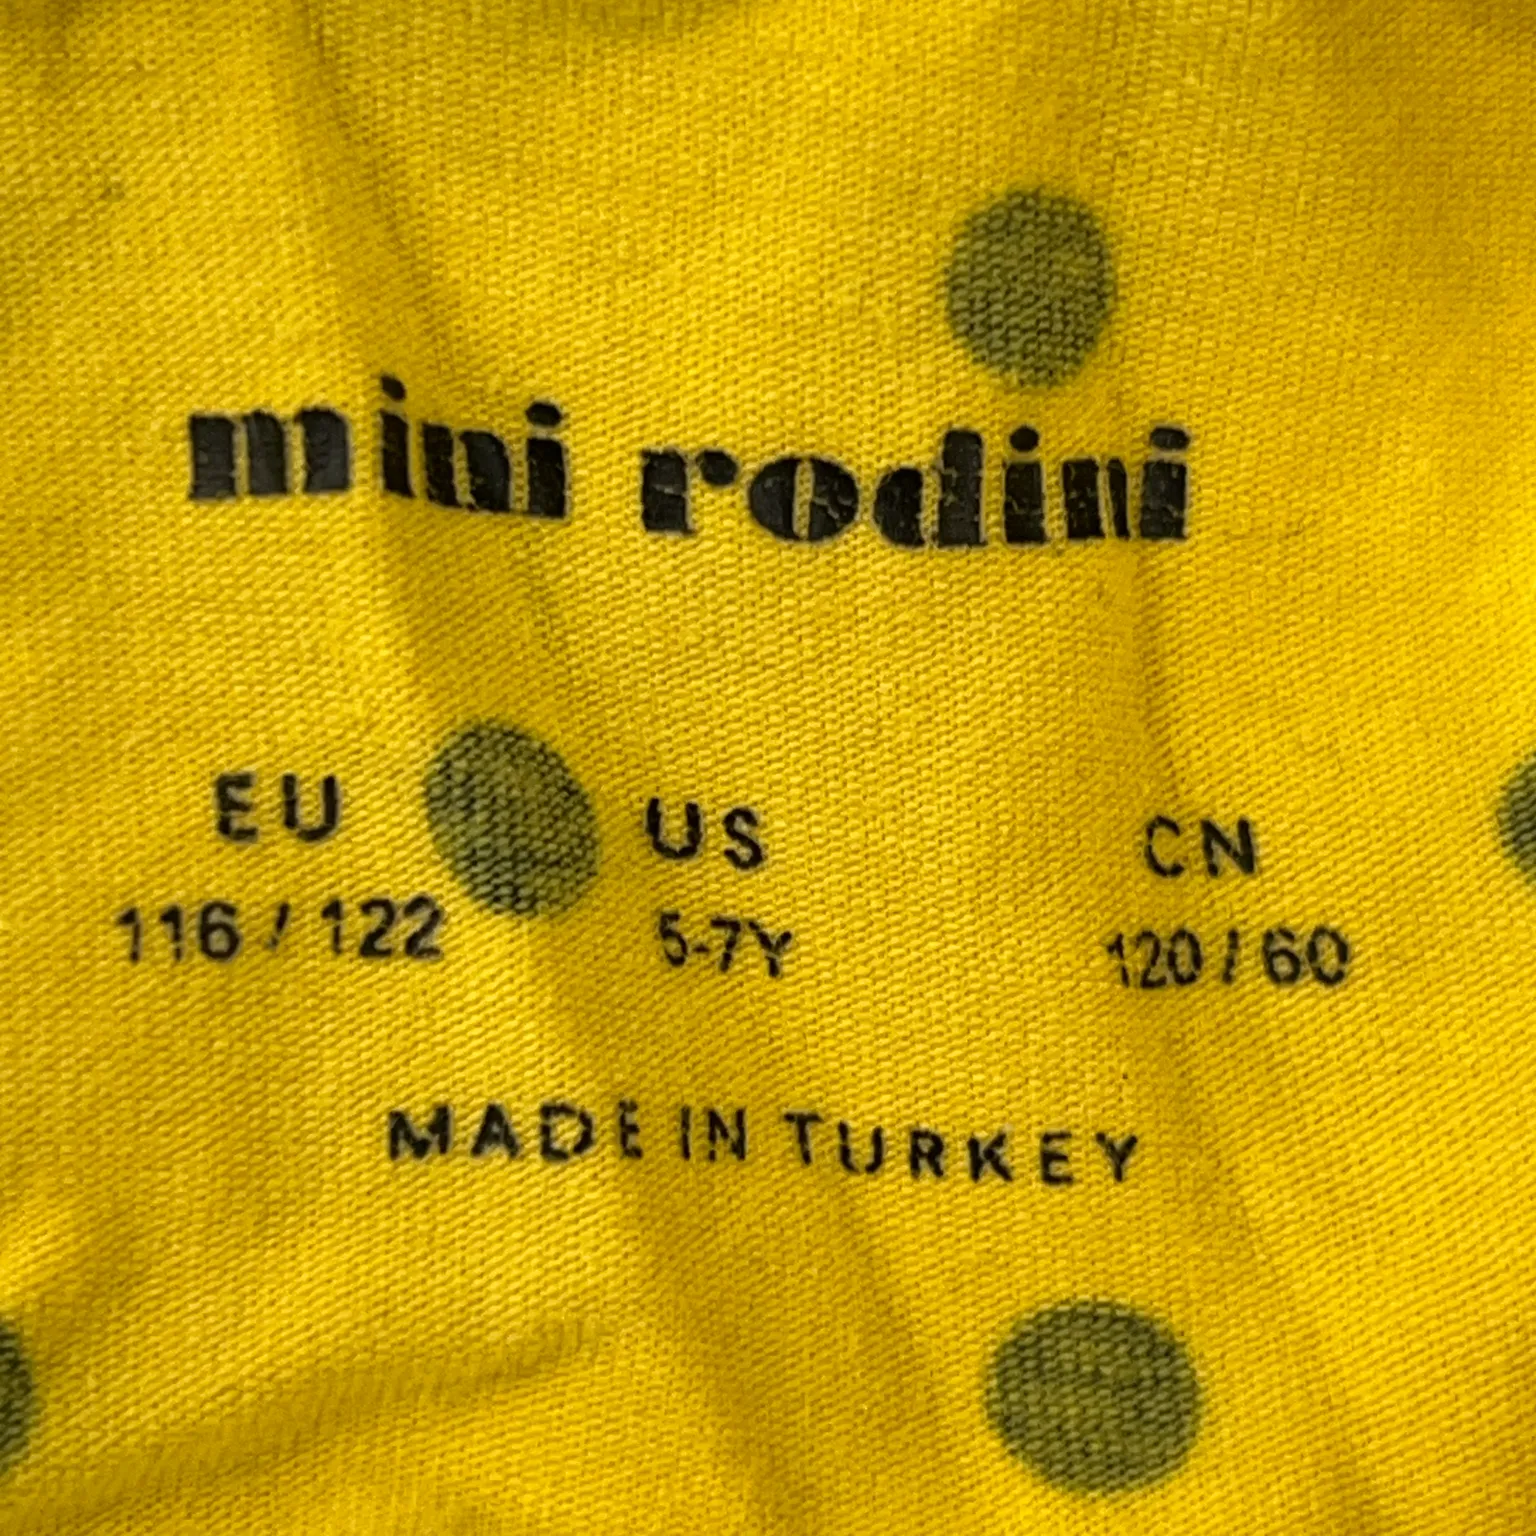 mini rodini
EU US CN
116 / 122 5-7Y 120 / 60
MADE IN TURKEY